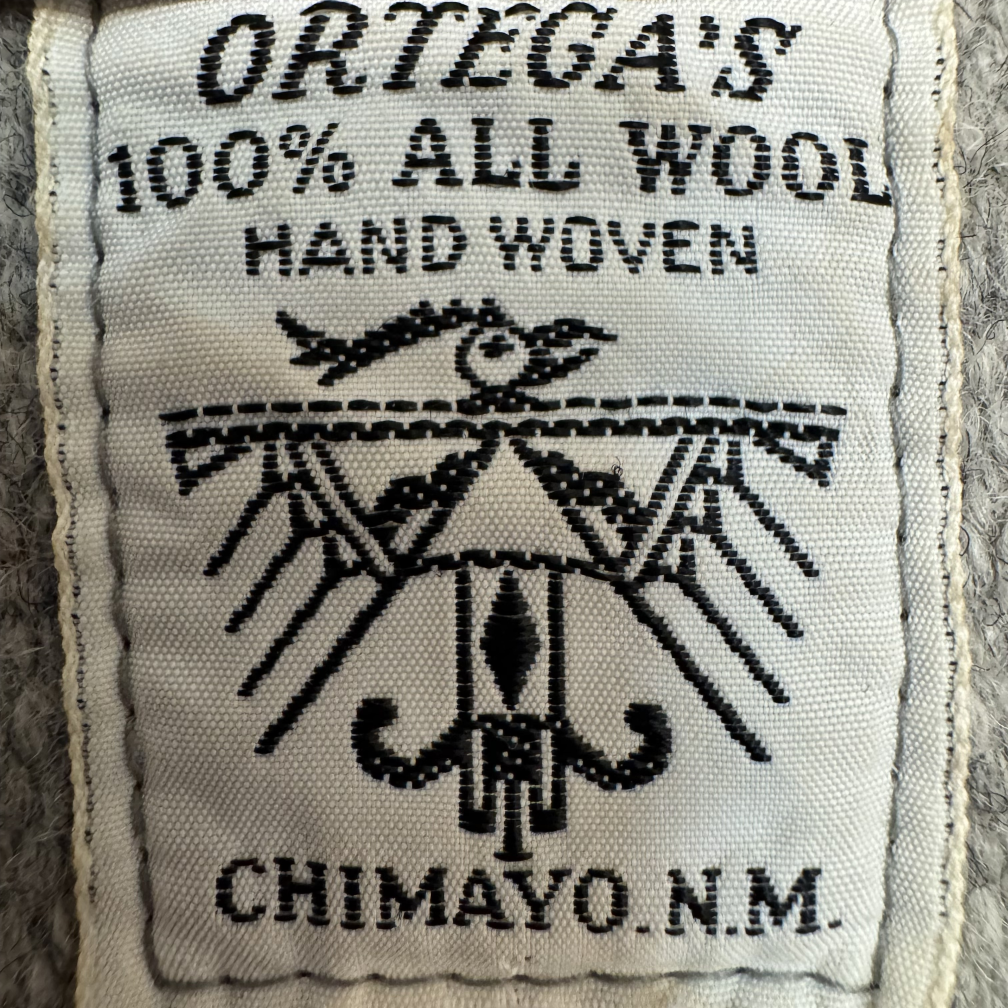 ORTEGA'S
100% ALL WOOL
HAND WOVEN
CHIMAYO.N.M.